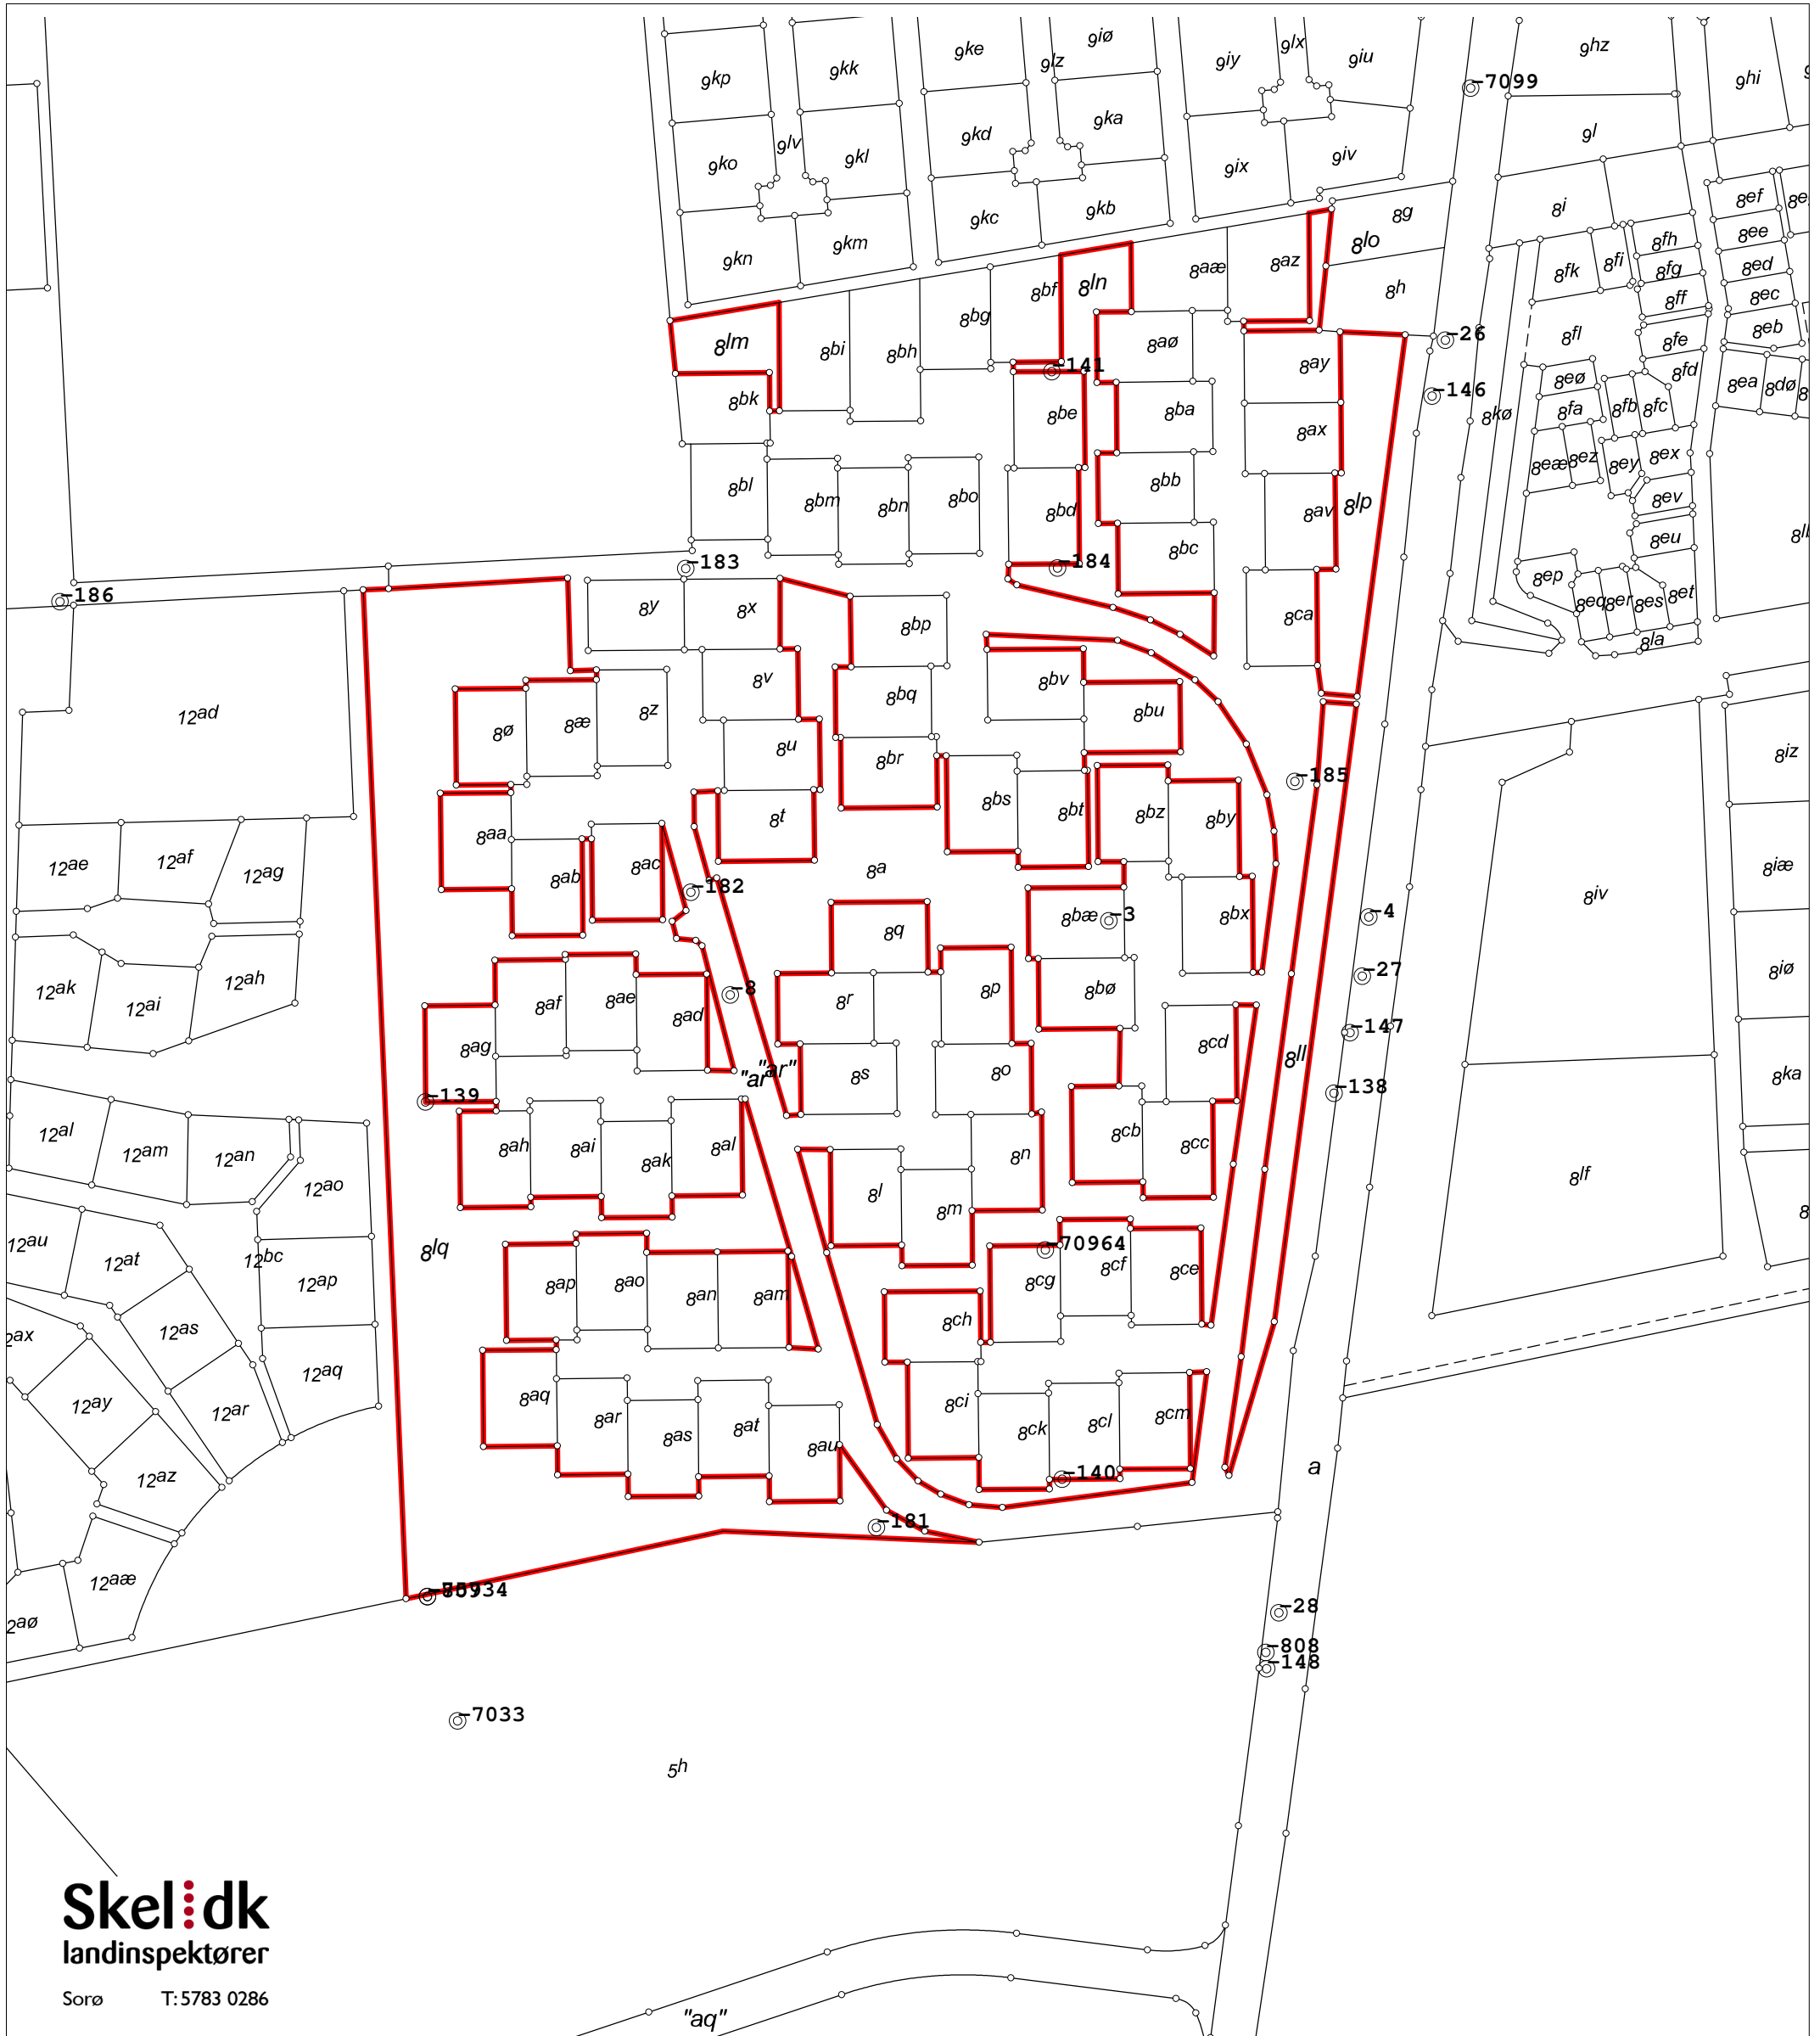 9ke
9iø
9lx
9iu
9hz
9iy
9lz
9kk
9kp
9hi
-7099
9ka
9kd
9l
9lv
9kl
9ko
9iv
9ix
8ef
8i
9kb
8g
9kc
8fh
8ee
9km
9kn
8lo
8fi
8fk
8fg
8ed
8aæ
8az
8bf
8ln
8h
8ff
8ec
8bg
8fl
8fe
8eb
-26
8lm
8bi
8bh
8aø
8ay
-141
8fd
8eø
8ea
8dø
8bk
-146
8kø
8fa
8fb
8fc
8be
8ba
8ax
8eæ
8ez
8ey
8ex
8bl
8bm
8bn
8bo
8bb
8bd
8av
8lp
8ev
8eu
8bc
-183
-184
8ep
-186
8y
8x
8bp
8ca
8eq
8er
8es
8et
8la
8v
8bq
8bv
12ad
8ø
8æ
8z
8bu
8u
8br
8iz
-185
8aa
8t
8bs
8bt
8bz
8by
12ae
12af
12ag
8ab
8ac
8a
8iæ
-182
8iv
8bæ
-3
8bx
-4
8q
12ak
12ai
12ah
8af
8ae
8ad
-8
8r
8p
8bø
-27
8iø
-147
8ag
"ar"
"ar"
8s
8o
8cd
8ll
8ka
-139
-138
12al
12am
12an
8ah
8ai
8ak
8al
8n
8cb
8cc
12ao
8l
8m
8lf
12au
12at
12bc
8lq
-70964
12ap
8ap
8ao
8an
8am
8cg
8cf
8ce
12as
8ch
12aq
12ay
12ar
8aq
8ar
8as
8at
8au
8ci
8ck
8cl
8cm
12az
-140
a
-181
12aæ
-28
-808
-148
-7033
5h
Skel dk
landinspektører
Sorø T: 5783 0286
"aq"